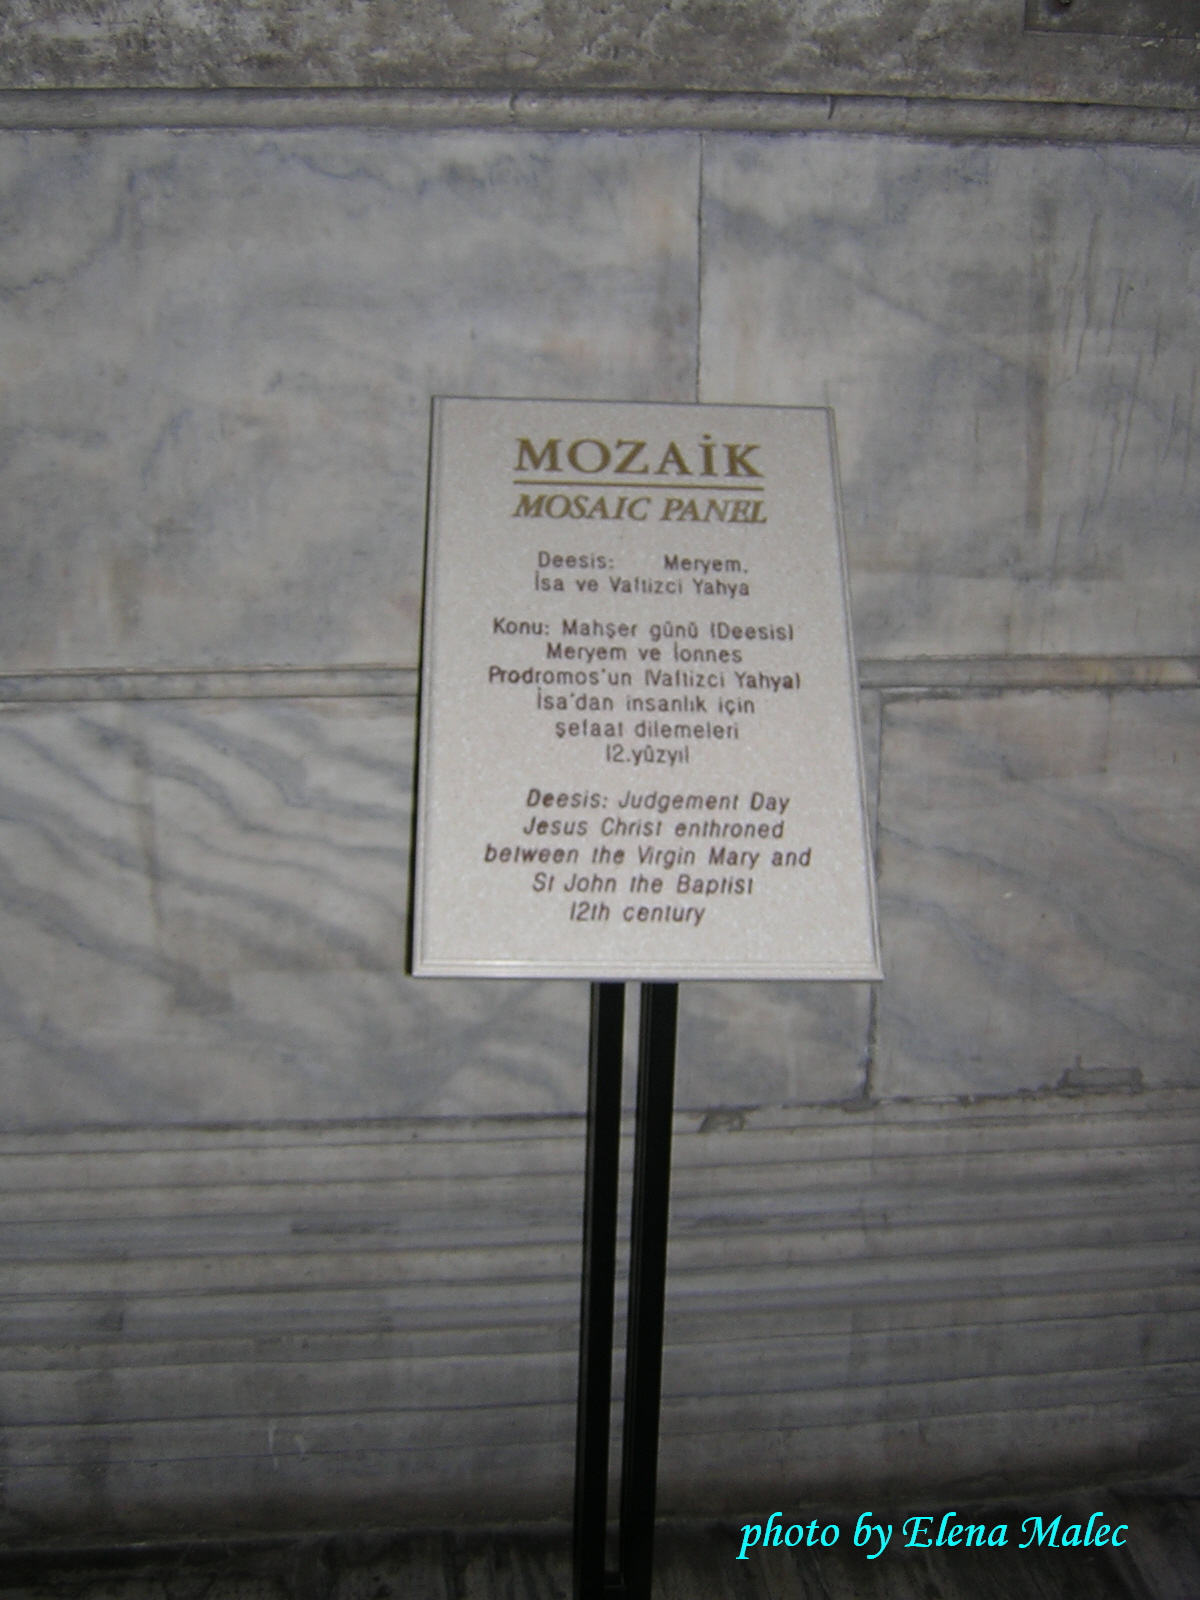 MOZAİK
MOSAIC PANEL
Deesis: Meryem,
İsa ve Vaftizci Yahya
Konu: Mahşer günü (Deesis)
Meryem ve İonnes
Prodromos'un (Vaftizci Yahya)
İsa'dan insanlık için
şefaat dilemeleri
12.yüzyıl
Deesis: Judgement Day
Jesus Christ enthroned
between the Virgin Mary and
St John the Baptist
12th century
photo by Elena Malec